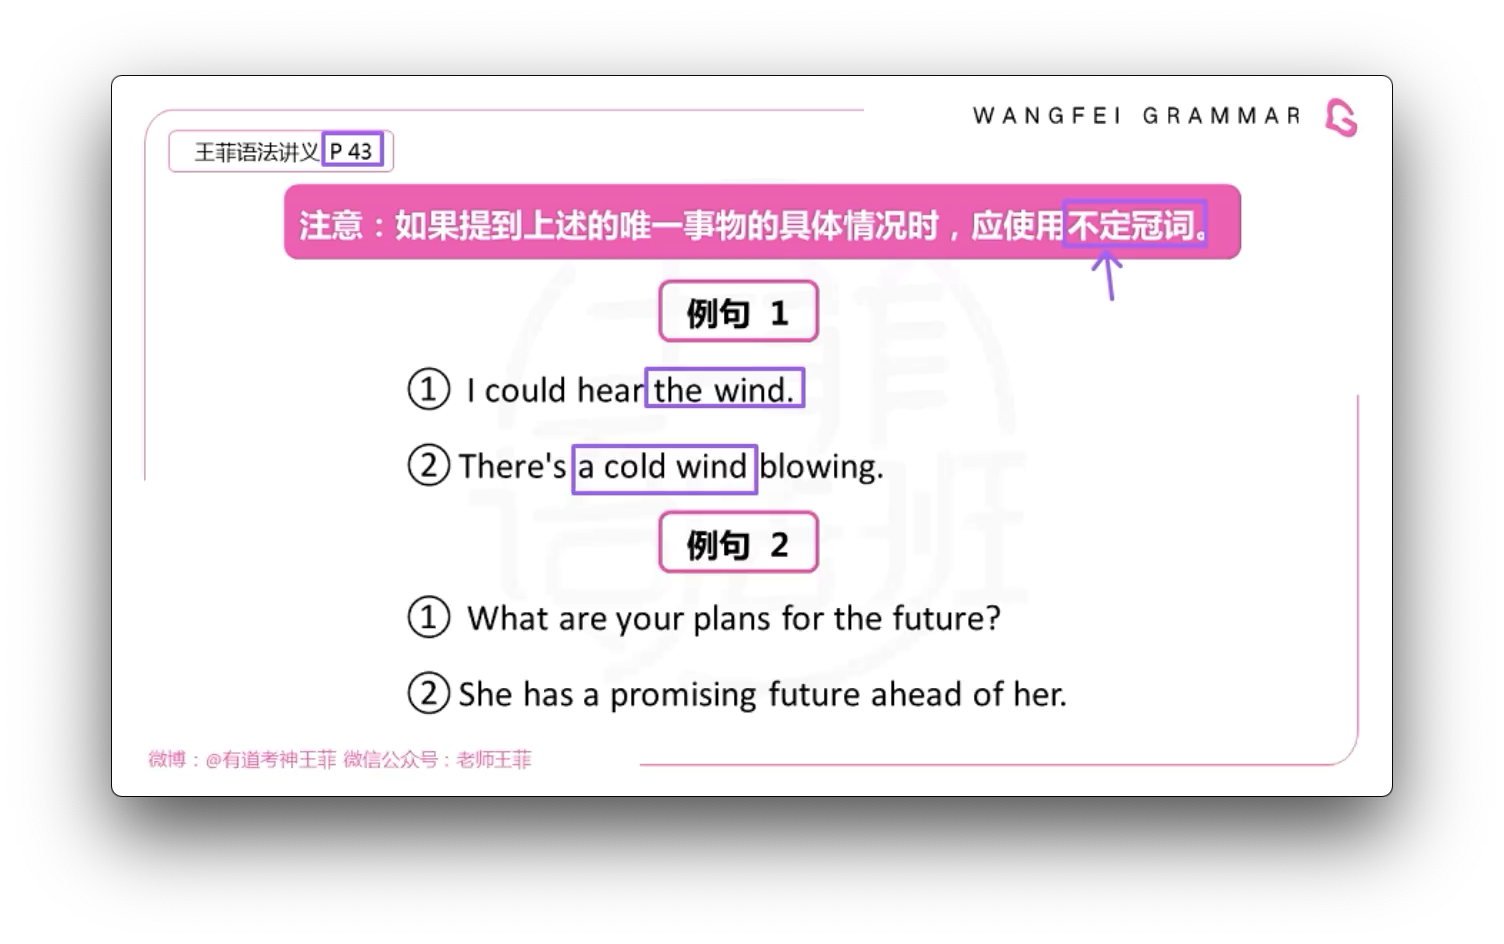 WANGFEI GRAMMAR
王菲语法讲义 P 43
注意：如果提到上述的唯一事物的具体情况时，应使用不定冠词。
例句 1
① I could hear the wind.
② There's a cold wind blowing.
例句 2
① What are your plans for the future?
② She has a promising future ahead of her.
微博：@有道考神王菲 微信公众号：老师王菲